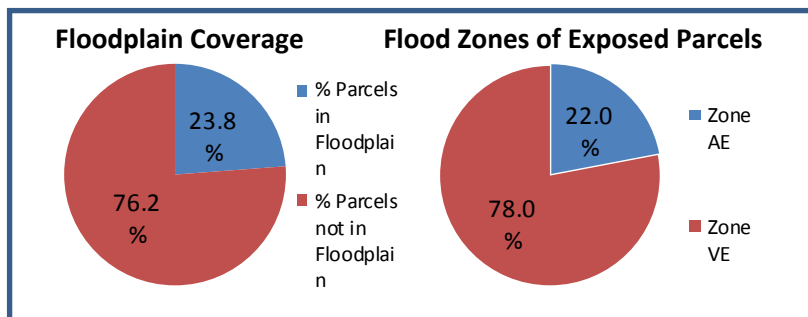 Floodplain Coverage
23.8
%
76.2
%
% Parcels
in
Floodplai
n
% Parcels
not in
Floodplai
n
Flood Zones of Exposed Parcels
22.0
%
78.0
%
Zone
AE
Zone
VE